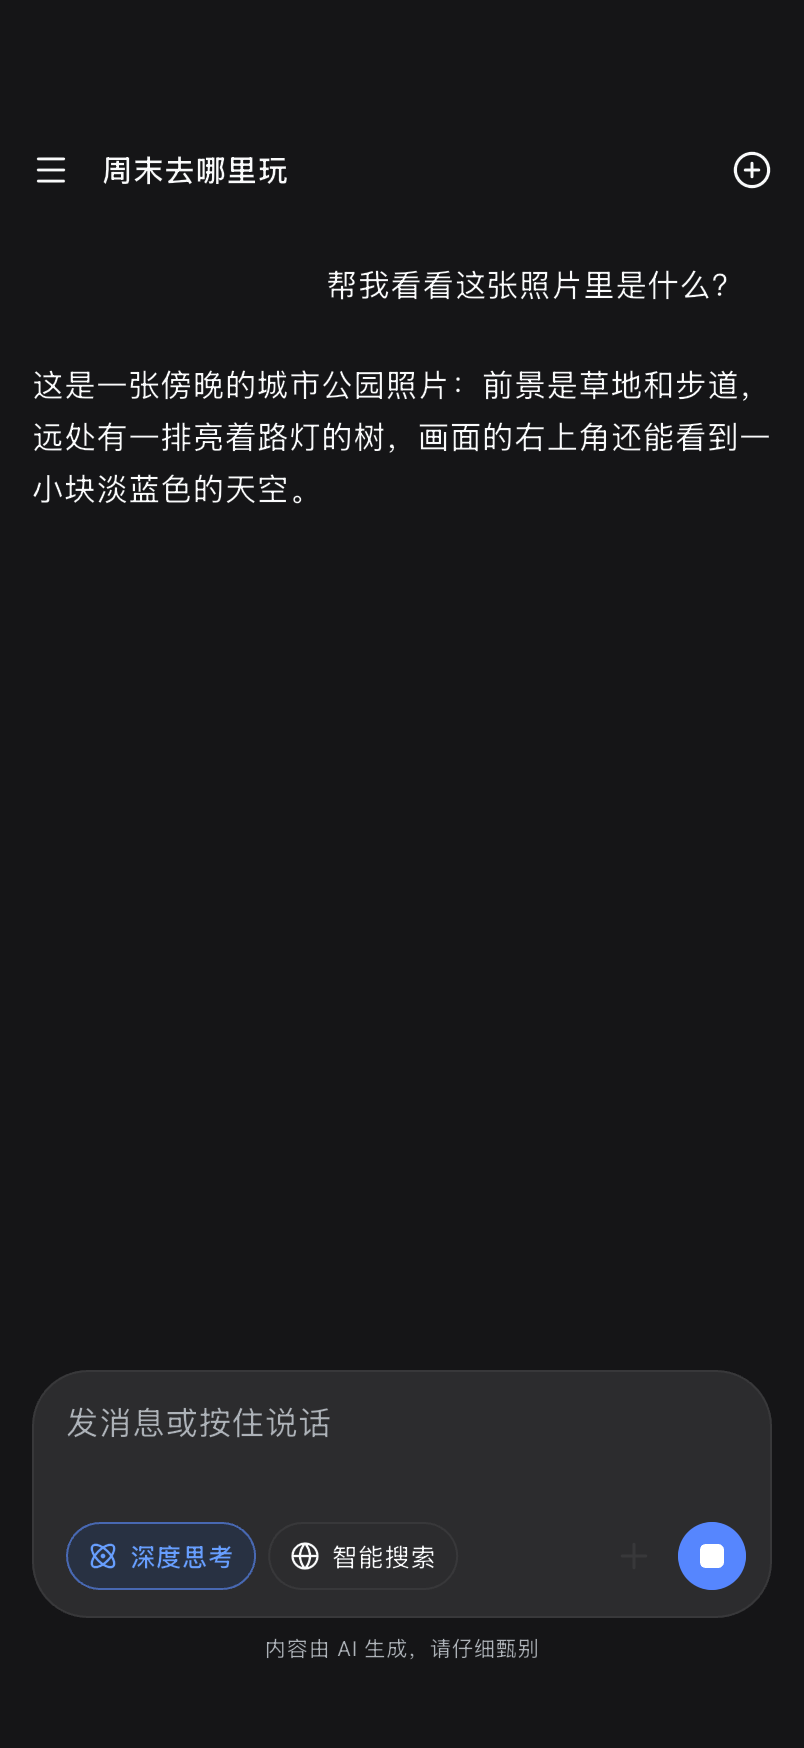 周末去哪里玩
帮我看看这张照片里是什么？
这是一张傍晚的城市公园照片：前景是草地和步道，
远处有一排亮着路灯的树，画面的右上角还能看到一
小块淡蓝色的天空。
发消息或按住说话
深度思考
智能搜索
内容由 AI 生成，请仔细甄别